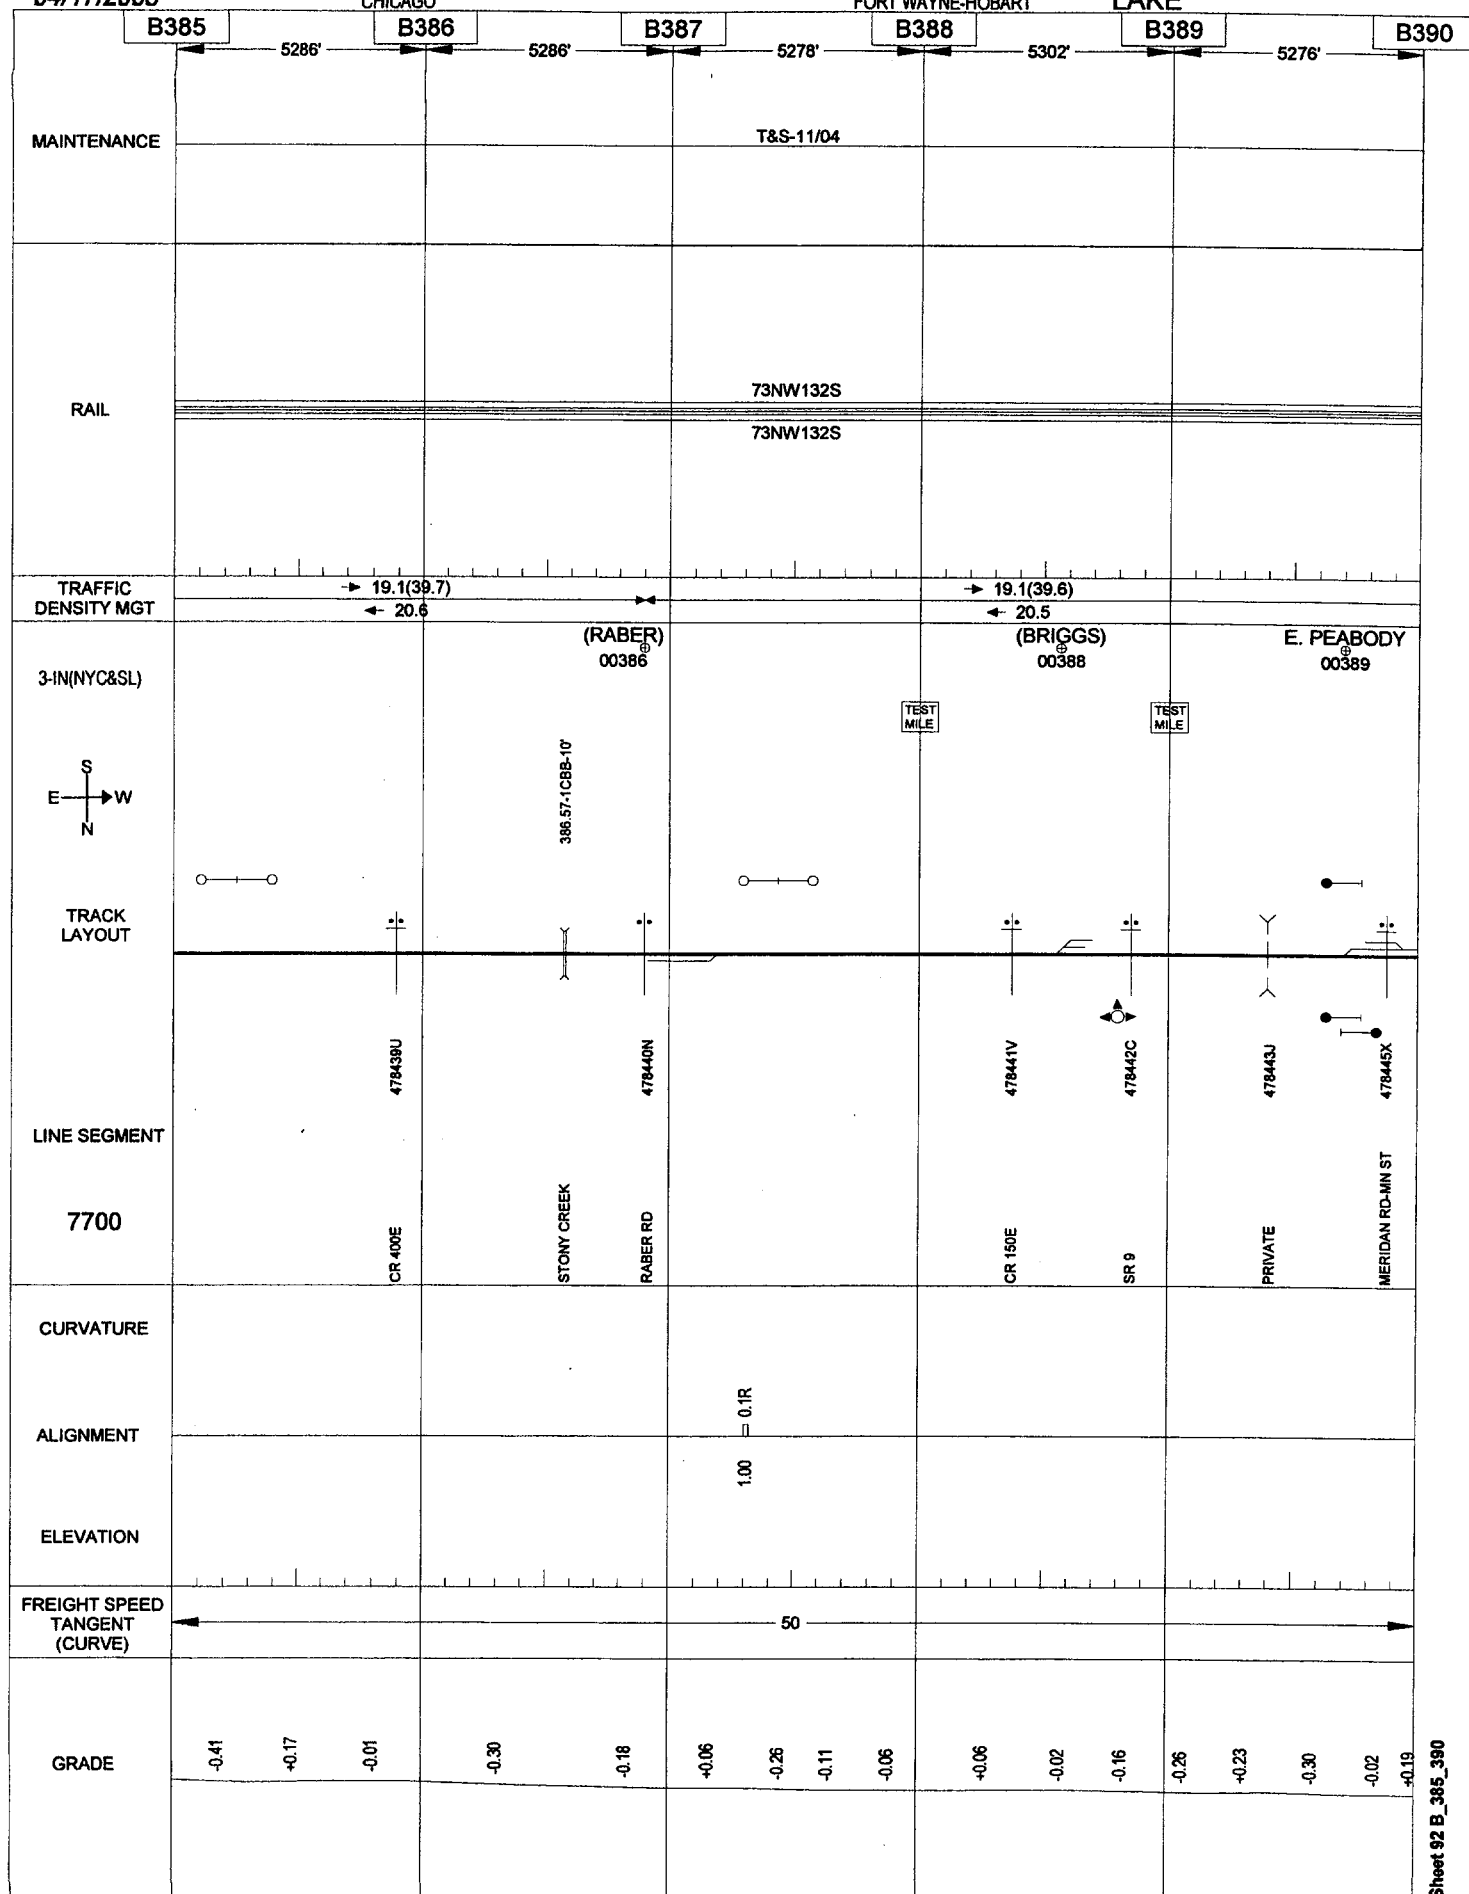 CHICAGO
FORT WAYNE-HOBART
LAKE
B385
B386
B387
B388
B389
B390
5286'
5286'
5278'
5302'
5276'
MAINTENANCE
T&S-11/04
RAIL
73NW132S
73NW132S
TRAFFIC
DENSITY MGT
19.1(39.7)
20.6
19.1(39.6)
20.5
3-IN(NYC&SL)
(RABER)
00386
(BRIGGS)
00388
E. PEABODY
00389
TEST
MILE
TEST
MILE
386.57-1CBB-10'
S
E
W
N
TRACK
LAYOUT
478439U
478440N
478441V
478442C
478443J
478445X
LINE SEGMENT
7700
CR 400E
STONY CREEK
RABER RD
CR 150E
SR 9
PRIVATE
MERIDAN RD-MN ST
CURVATURE
ALIGNMENT
0.1R
1.00
ELEVATION
FREIGHT SPEED
TANGENT
(CURVE)
50
GRADE
-0.41
+0.17
-0.01
-0.30
-0.18
+0.06
-0.26
-0.11
-0.06
+0.06
-0.02
-0.16
-0.26
+0.23
-0.30
-0.02
+0.19
Sheet 92 B_385_390